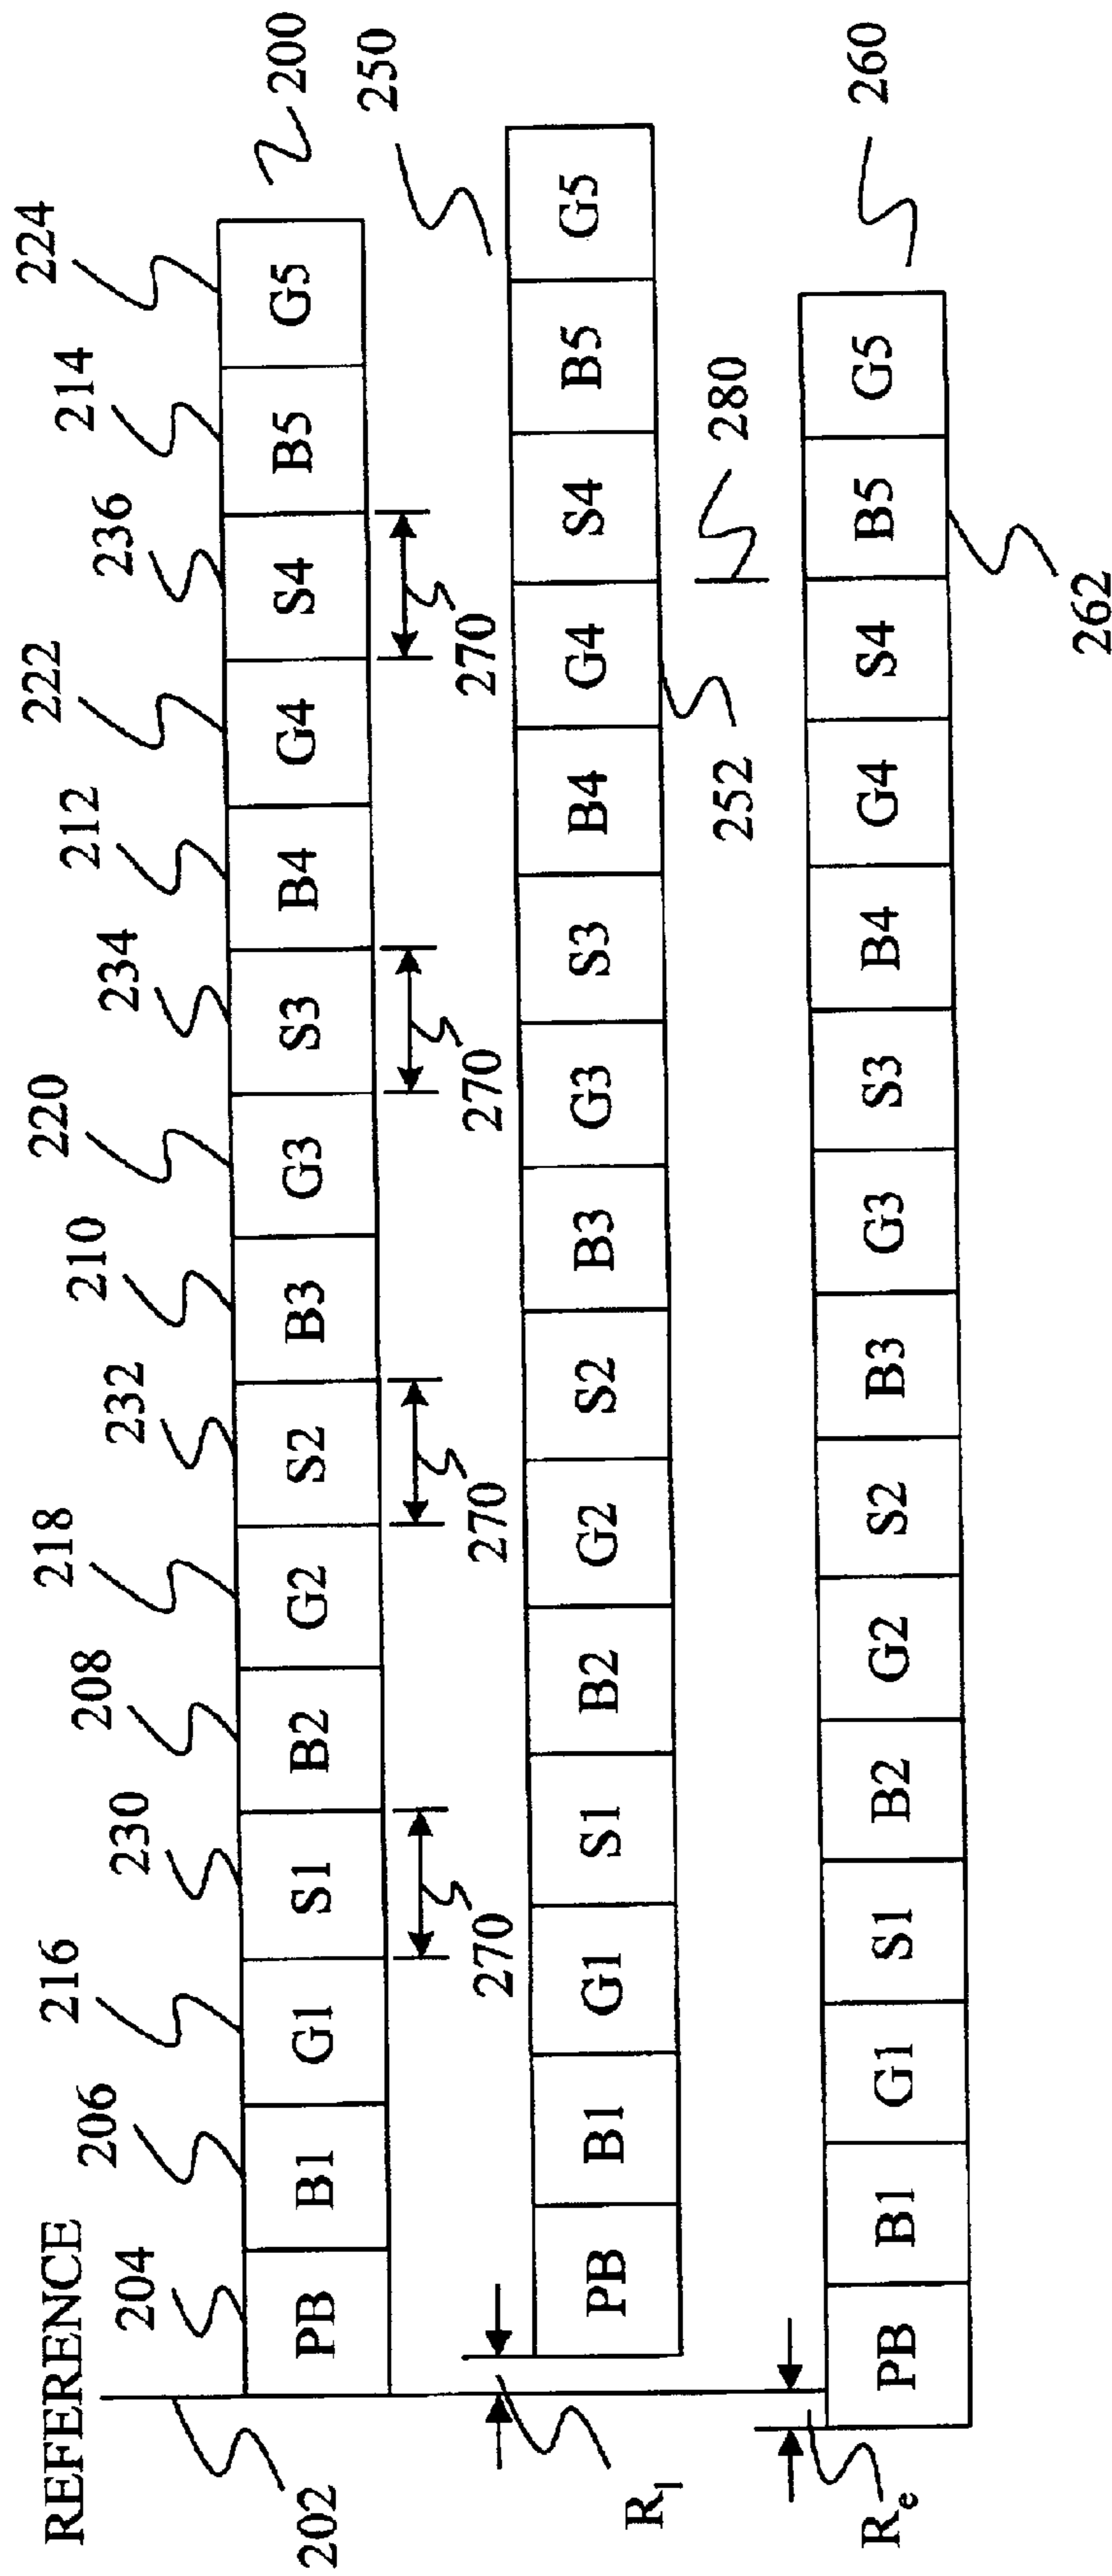 REFERENCE
204 206 216 230 208 218 232 210 220 234 212 222 236 214 224
202
200
PB B1 G1 S1 B2 G2 S2 B3 G3 S3 B4 G4 S4 B5 G5
270 270 270 270
250
R1
PB B1 G1 S1 B2 G2 S2 B3 G3 S3 B4 G4 S4 B5 G5
252 280
260
Re
PB B1 G1 S1 B2 G2 S2 B3 G3 S3 B4 G4 S4 B5 G5
262